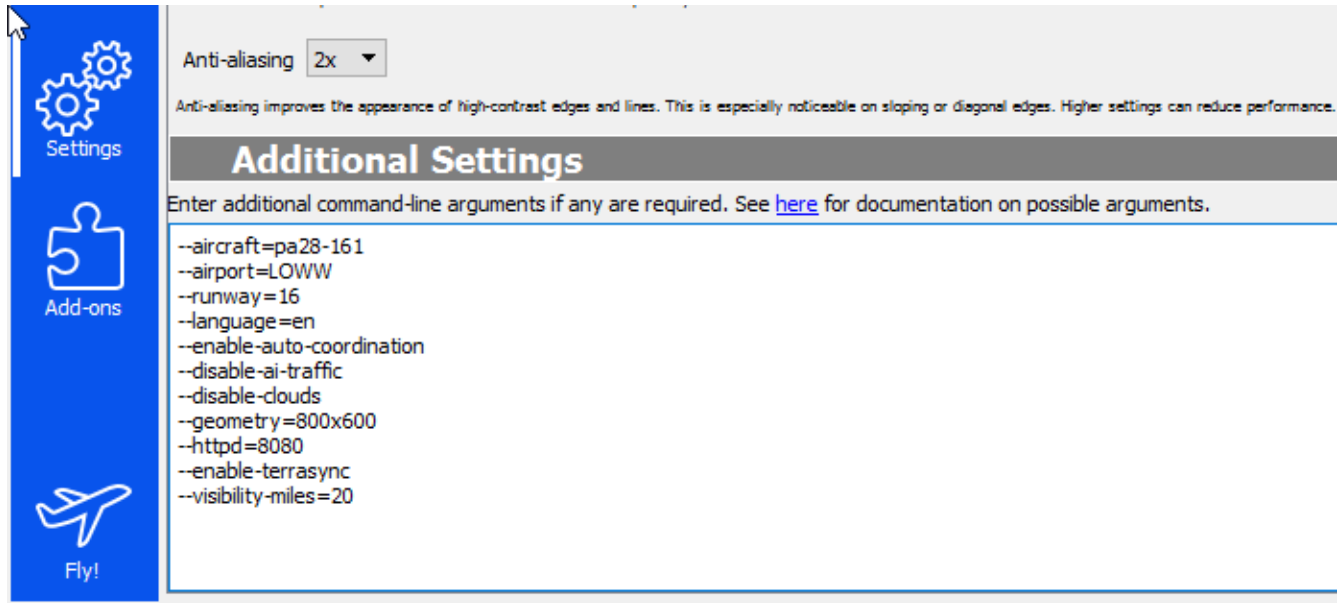 Anti-aliasing 2x
Anti-aliasing improves the appearance of high-contrast edges and lines. This is especially noticeable on sloping or diagonal edges. Higher settings can reduce performance.
Settings
Additional Settings
Enter additional command-line arguments if any are required. See here for documentation on possible arguments.
--aircraft=pa28-161
--airport=LOWW
--runway=16
--language=en
--enable-auto-coordination
--disable-ai-traffic
--disable-clouds
--geometry=800x600
--httpd=8080
--enable-terrasync
--visibility-miles=20
Add-ons
Fly!